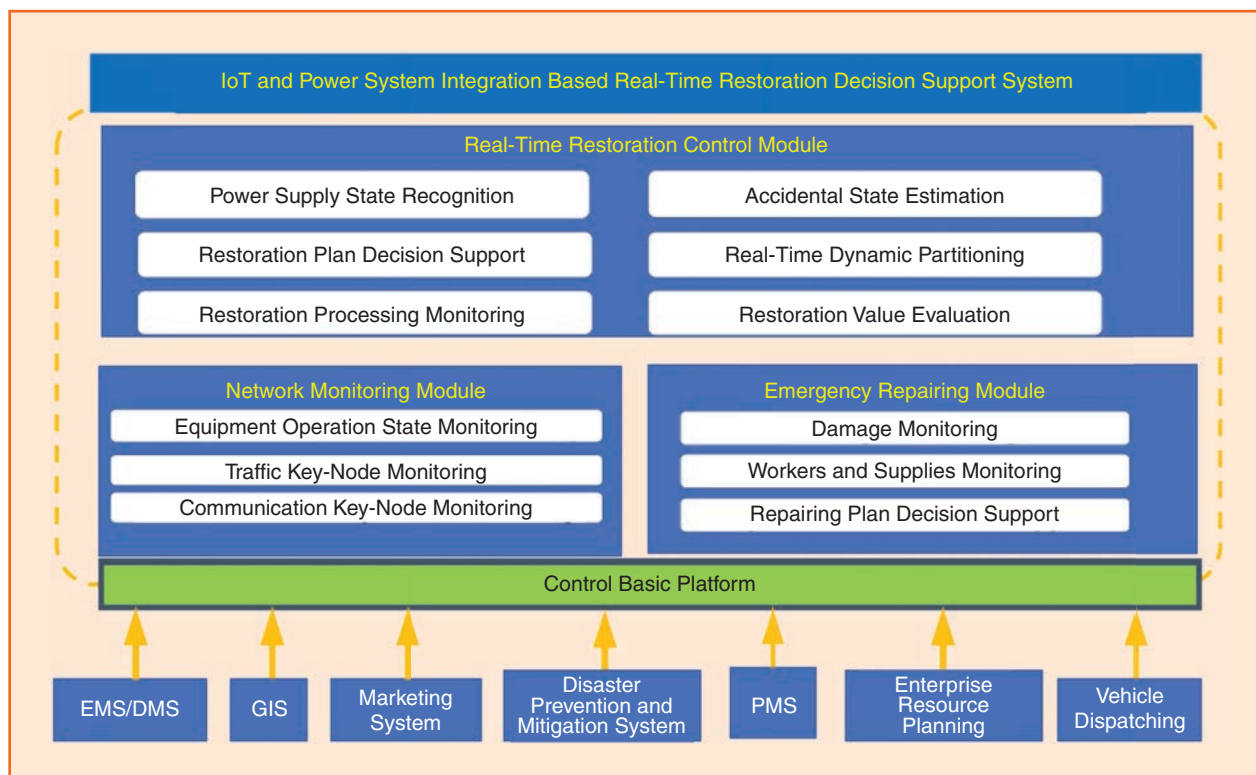 IoT and Power System Integration Based Real-Time Restoration Decision Support System
Real-Time Restoration Control Module
Power Supply State Recognition
Accidental State Estimation
Restoration Plan Decision Support
Real-Time Dynamic Partitioning
Restoration Processing Monitoring
Restoration Value Evaluation
Network Monitoring Module
Equipment Operation State Monitoring
Traffic Key-Node Monitoring
Communication Key-Node Monitoring
Emergency Repairing Module
Damage Monitoring
Workers and Supplies Monitoring
Repairing Plan Decision Support
Control Basic Platform
EMS/DMS
GIS
Marketing
System
Disaster
Prevention and
Mitigation System
PMS
Enterprise
Resource
Planning
Vehicle
Dispatching